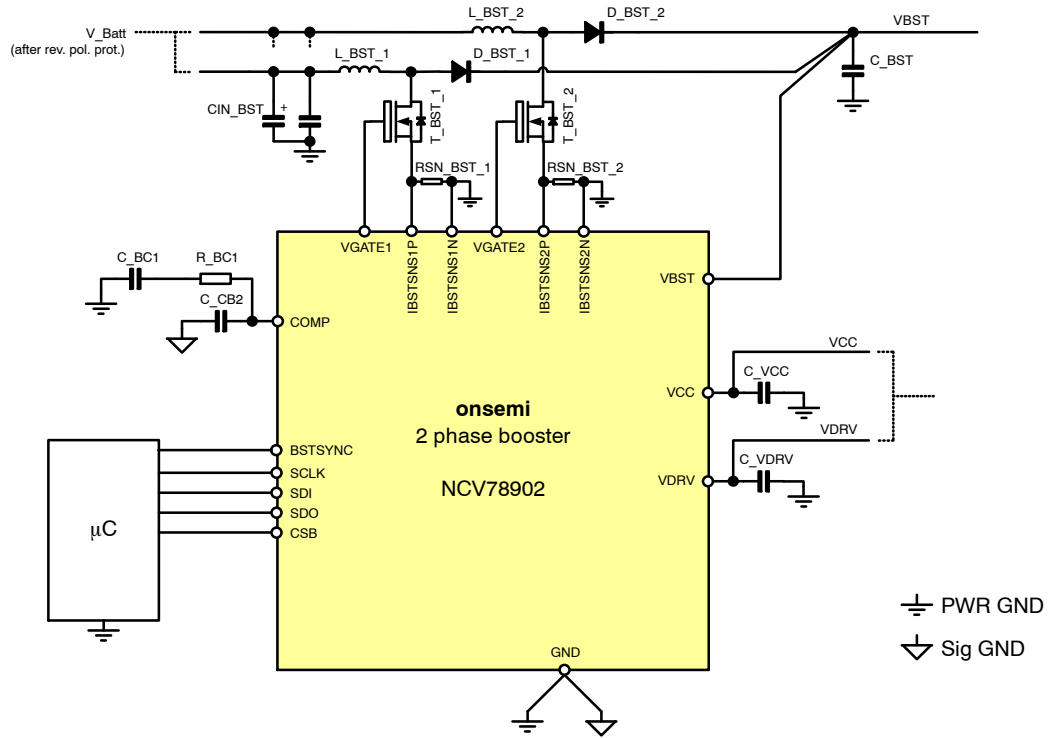 L_BST_2
D_BST_2
VBST
V_Batt
(after rev. pol. prot.)
L_BST_1
D_BST_1
C_BST
CIN_BST
+
T_BST_1
T_BST_2
RSN_BST_1
RSN_BST_2
VGATE1
IBSTSNS1P
IBSTSNS1N
VGATE2
IBSTSNS2P
IBSTSNS2N
C_BC1
R_BC1
VBST
C_CB2
COMP
VCC
C_VCC
VCC
onsemi
2 phase booster
NCV78902
VDRV
C_VDRV
VDRV
BSTSYNC
SCLK
SDI
SDO
CSB
μC
PWR GND
Sig GND
GND